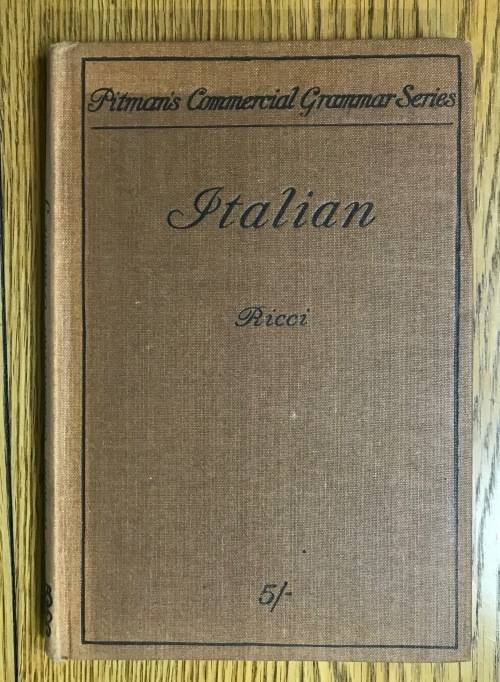 Pitman's Commercial Grammar Series
Italian
Ricci
5/-